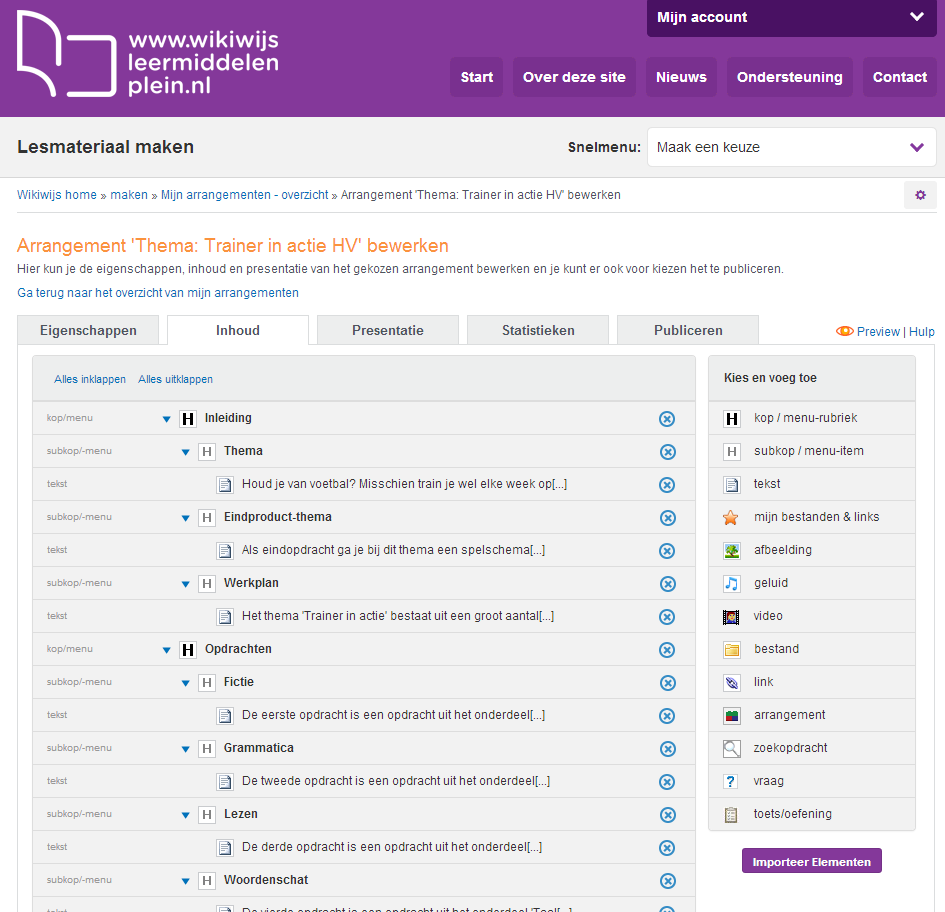 www.wikiwijs
leermiddelen
plein.nl
Mijn account
Start
Over deze site
Nieuws
Ondersteuning
Contact
Lesmateriaal maken
Snelmenu:
Maak een keuze
Wikiwijs home » maken » Mijn arrangementen - overzicht » Arrangement 'Thema: Trainer in actie HV' bewerken
Arrangement 'Thema: Trainer in actie HV' bewerken
Hier kun je de eigenschappen, inhoud en presentatie van het gekozen arrangement bewerken en je kunt er ook voor kiezen het te publiceren.
Ga terug naar het overzicht van mijn arrangementen
Eigenschappen
Inhoud
Presentatie
Statistieken
Publiceren
Preview | Hulp
Alles inklappen Alles uitklappen
kop/menu H Inleiding
subkop/-menu H Thema
tekst Houd je van voetbal? Misschien train je wel elke week op[...]
subkop/-menu H Eindproduct-thema
tekst Als eindopdracht ga je bij dit thema een spelschema[...]
subkop/-menu H Werkplan
tekst Het thema 'Trainer in actie' bestaat uit een groot aantal[...]
kop/menu H Opdrachten
subkop/-menu H Fictie
tekst De eerste opdracht is een opdracht uit het onderdeel[...]
subkop/-menu H Grammatica
tekst De tweede opdracht is een opdracht uit het onderdeel[...]
subkop/-menu H Lezen
tekst De derde opdracht is een opdracht uit het onderdeel[...]
subkop/-menu H Woordenschat
tekst De vierde opdracht is een opdracht uit het onderdeel 'Taal[...]
Kies en voeg toe
H kop / menu-rubriek
H subkop / menu-item
tekst
mijn bestanden & links
afbeelding
geluid
video
bestand
link
arrangement
zoekopdracht
? vraag
toets/oefening
Importeer Elementen